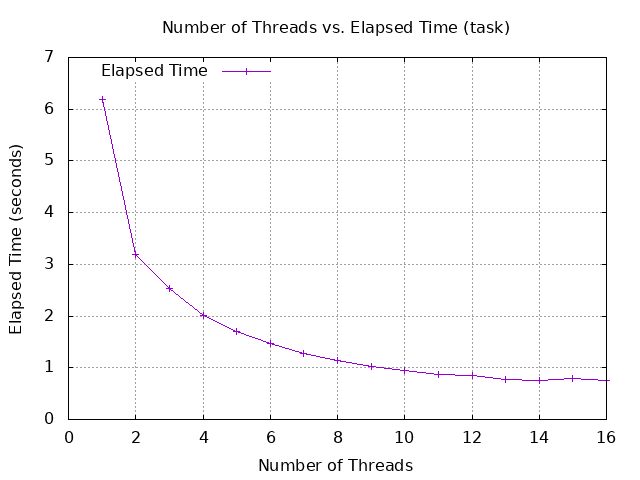 Number of Threads vs. Elapsed Time (task)
Elapsed Time
7
6
5
4
3
2
1
0
Elapsed Time (seconds)
0 2 4 6 8 10 12 14 16
Number of Threads